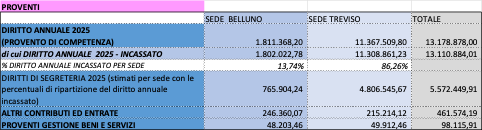 PROVENTI
SEDE BELLUNO SEDE TREVISO TOTALE
DIRITTO ANNUALE 2025
(PROVENTO DI COMPETENZA) 1.811.368,20 11.367.509,80 13.178.878,00
di cui DIRITTO ANNUALE 2025 - INCASSATO 1.802.022,78 11.308.861,23 13.110.884,01
% DIRITTO ANNUALE INCASSATO PER SEDE 13,74% 86,26%
DIRITTI DI SEGRETERIA 2025 (stimati per sede con le
percentuali di ripartizione del diritto annuale
incassato) 765.904,24 4.806.545,67 5.572.449,91
ALTRI CONTRIBUTI ED ENTRATE 246.360,07 215.214,12 461.574,19
PROVENTI GESTIONE BENI E SERVIZI 48.203,46 49.912,46 98.115,91